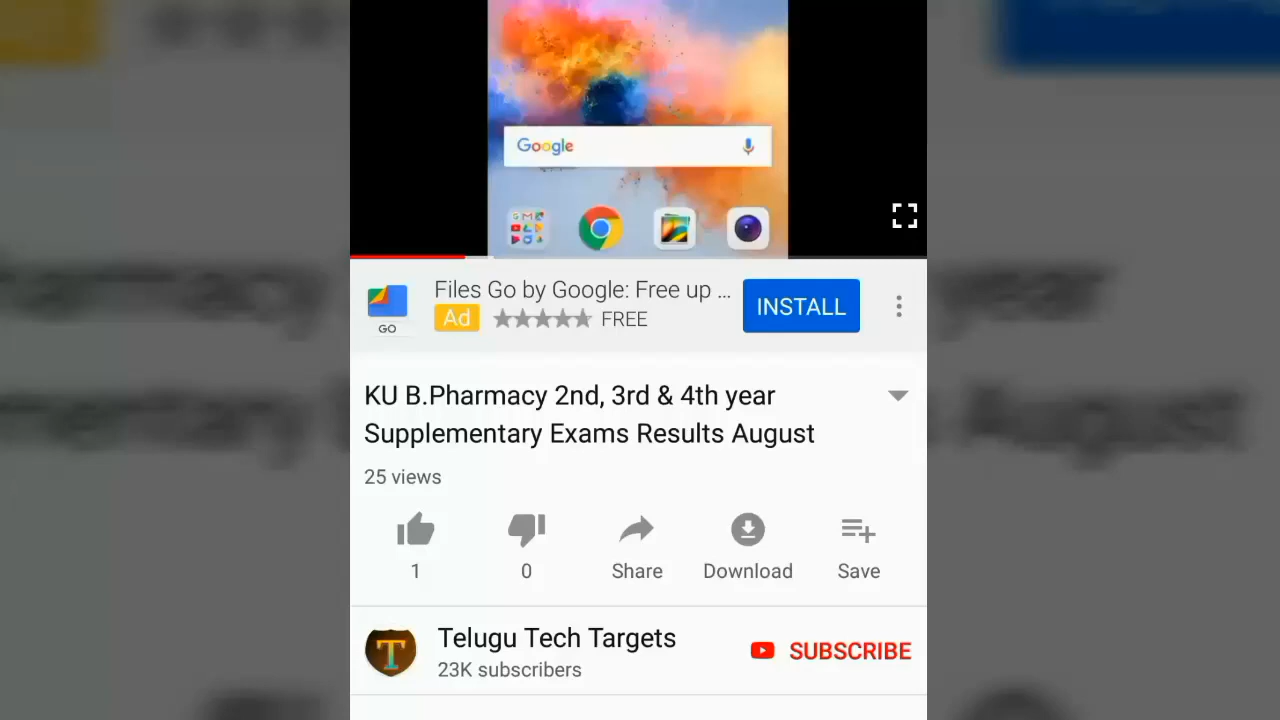 Google
Files Go by Google: Free up ...
GO
Ad
FREE
INSTALL
KU B.Pharmacy 2nd, 3rd & 4th year
Supplementary Exams Results August
25 views
1
0
Share
Download
Save
T
Telugu Tech Targets
23K subscribers
SUBSCRIBE